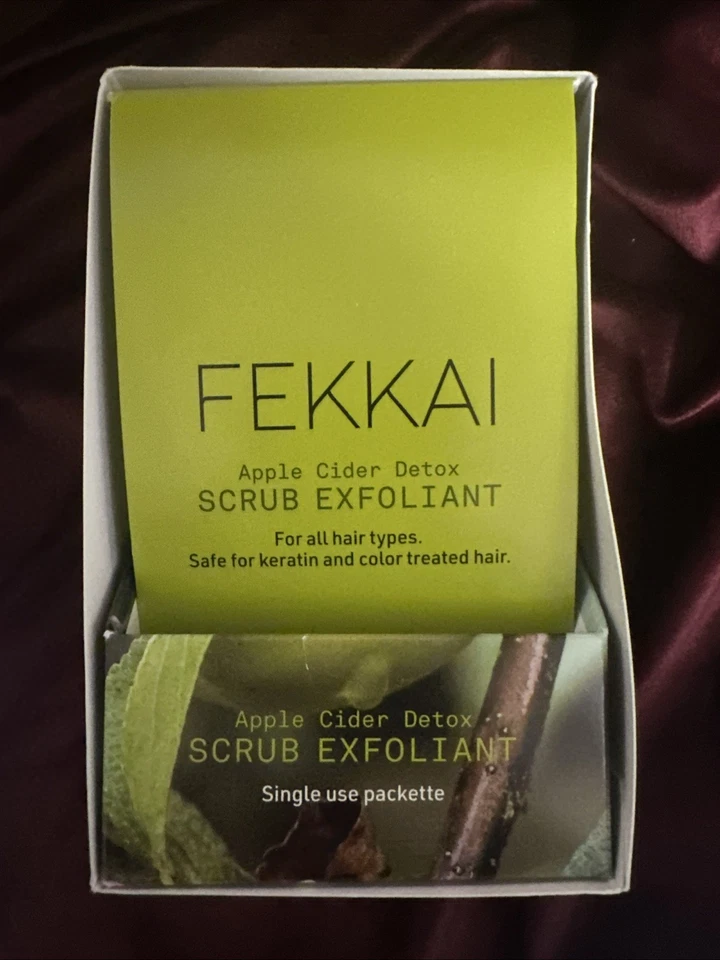 FEKKAI
Apple Cider Detox
SCRUB EXFOLIANT
For all hair types.
Safe for keratin and color treated hair.
Apple Cider Detox
SCRUB EXFOLIANT
Single use packette